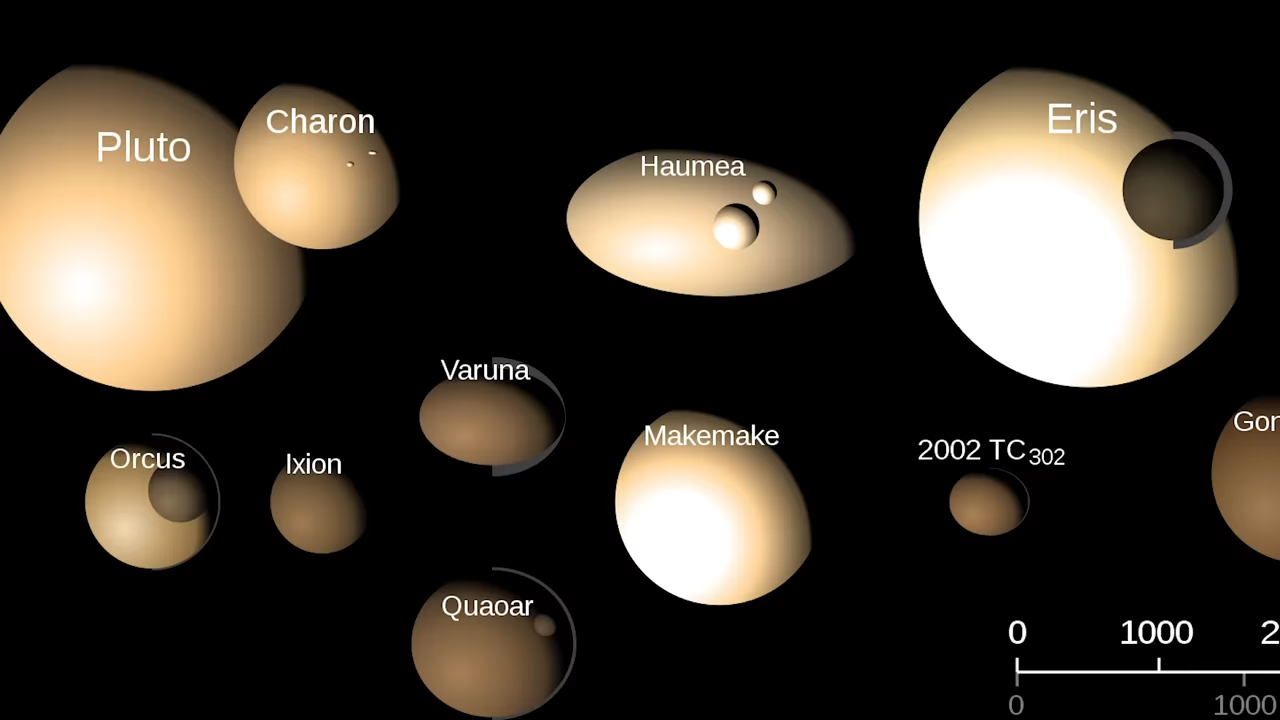 Pluto
Charon
Haumea
Eris
Varuna
Makemake
Orcus
Ixion
2002 TC302
Gon
Quaoar
0 1000 2
0 1000